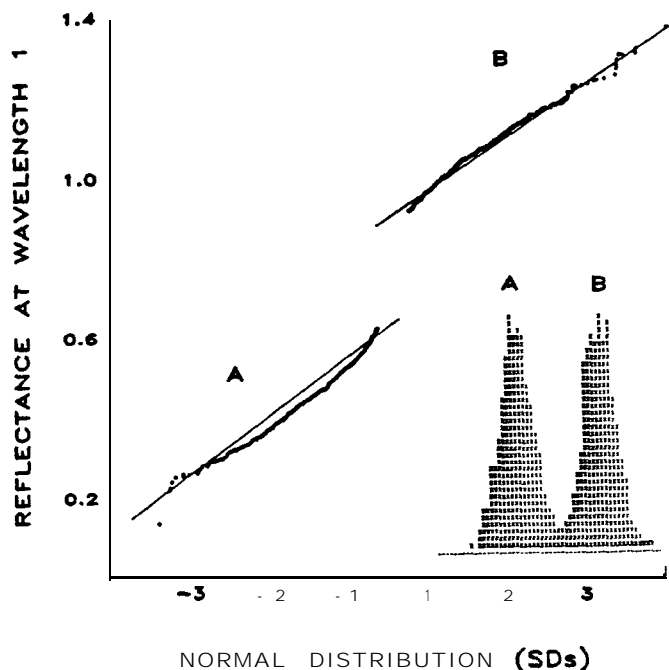 REFLECTANCE AT WAVELENGTH 1
1.4
1.0
0.6
0.2
B
A
A B
-3 -2 -1 1 2 3
NORMAL DISTRIBUTION (SDs)